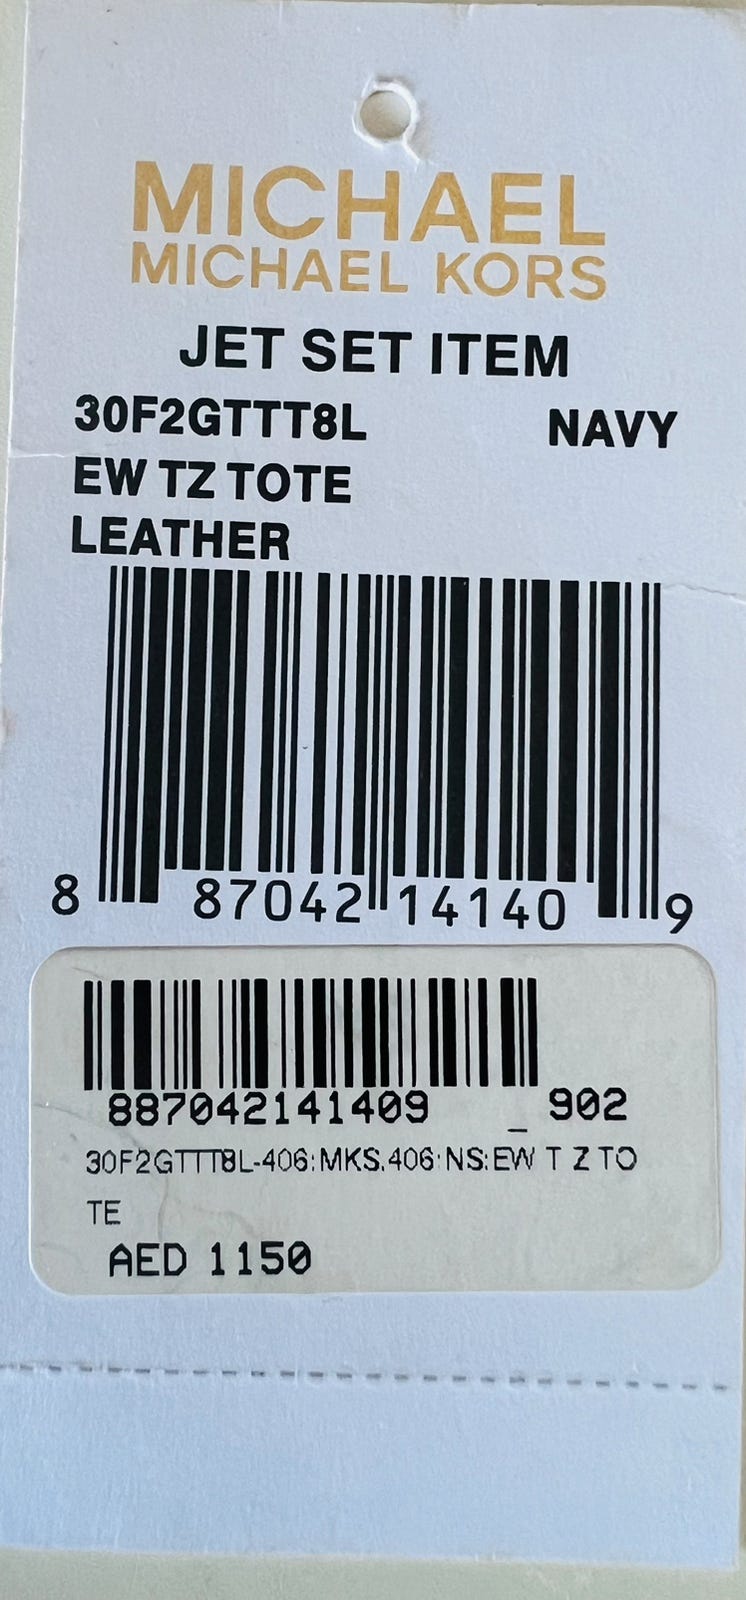 MICHAEL
MICHAEL KORS
JET SET ITEM
30F2GTTT8L NAVY
EW TZ TOTE
LEATHER
8 87042 14140 9
887042141409 _ 902
30F2GTTT8L-406:MKS.406:NS:EW T Z TO
TE
AED 1150